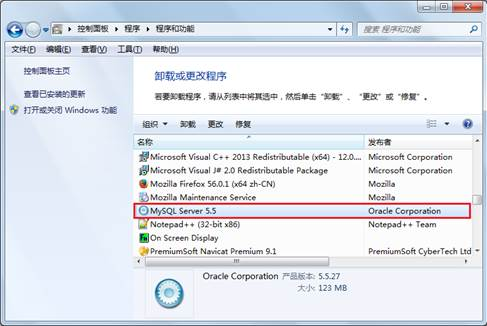 控制面板 ▸ 程序 ▸ 程序和功能
搜索 程序和功能
文件(F) 编辑(E) 查看(V) 工具(T) 帮助(H)
控制面板主页
查看已安装的更新
打开或关闭 Windows 功能
卸载或更改程序
若要卸载程序，请从列表中将其选中，然后单击“卸载”、“更改”或“修复”。
组织 卸载 更改 修复
名称 发布者
Microsoft Visual C++ 2013 Redistributable (x64) - 12.0.... Microsoft Corporation
Microsoft Visual J# 2.0 Redistributable Package Microsoft Corporation
Mozilla Firefox 56.0.1 (x64 zh-CN) Mozilla
Mozilla Maintenance Service Mozilla
MySQL Server 5.5 Oracle Corporation
Notepad++ (32-bit x86) Notepad++ Team
On Screen Display
PremiumSoft Navicat Premium 9.1 PremiumSoft CyberTech Ltd
Oracle Corporation 产品版本: 5.5.27
大小: 123 MB